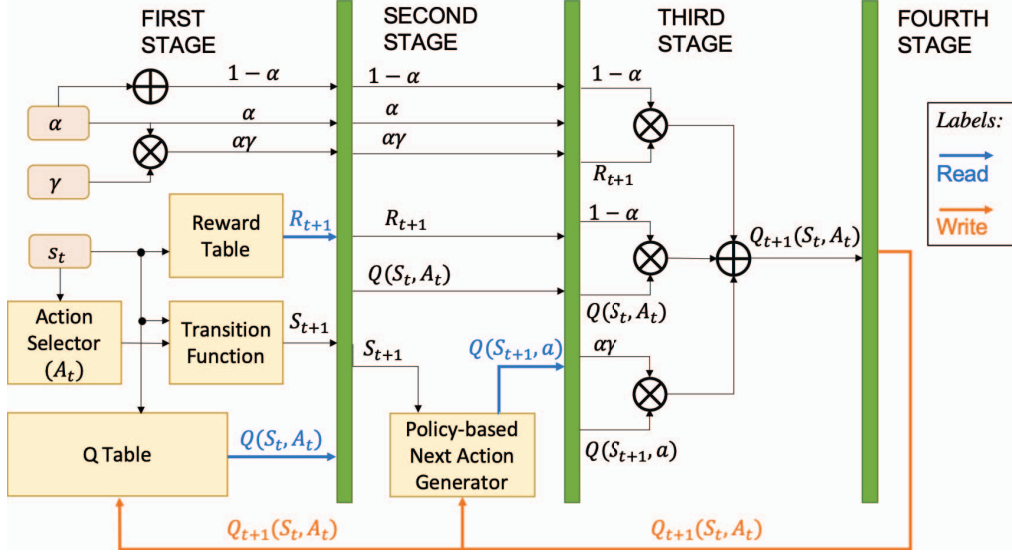 FIRST
STAGE
SECOND
STAGE
THIRD
STAGE
FOURTH
STAGE
1 − α
1 − α
1 − α
α
α
α
αγ
αγ
γ
R_{t+1}
Labels:
Read
Write
Reward
Table
R_{t+1}
R_{t+1}
1 − α
s_t
Q_{t+1}(S_t, A_t)
Q(S_t, A_t)
Q(S_t, A_t)
Action
Selector
(A_t)
Transition
Function
S_{t+1}
S_{t+1}
Q(S_{t+1}, a)
αγ
Q Table
Q(S_t, A_t)
Policy-based
Next Action
Generator
Q(S_{t+1}, a)
Q_{t+1}(S_t, A_t)
Q_{t+1}(S_t, A_t)